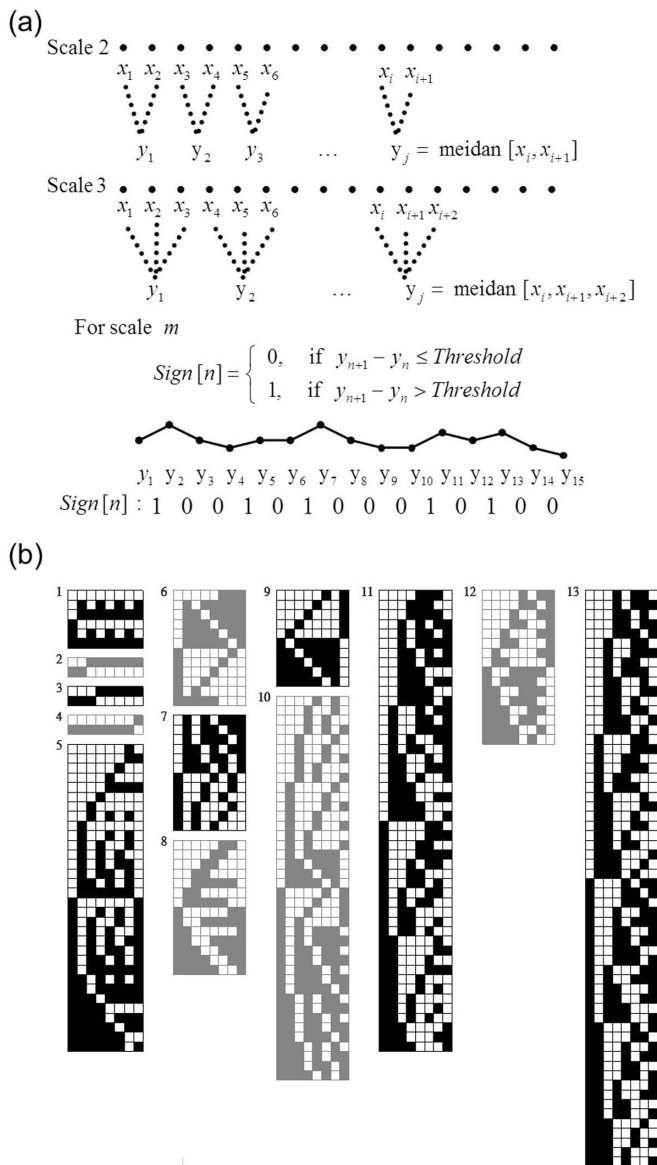 (a)
Scale 2
x1 x2 x3 x4 x5 x6 xi xi+1
y1 y2 y3 ... yj = meidan [xi, xi+1]
Scale 3
x1 x2 x3 x4 x5 x6 xi xi+1 xi+2
y1 y2 ... yj = meidan [xi, xi+1, xi+2]
For scale m
Sign[n] = { 0, if yn+1 − yn ≤ Threshold
1, if yn+1 − yn > Threshold
y1 y2 y3 y4 y5 y6 y7 y8 y9 y10 y11 y12 y13 y14 y15
Sign[n] : 1 0 0 1 0 1 0 0 0 1 0 1 0 0
(b)
1 6 9 11 12 13
2
3
4 10
5 7
8